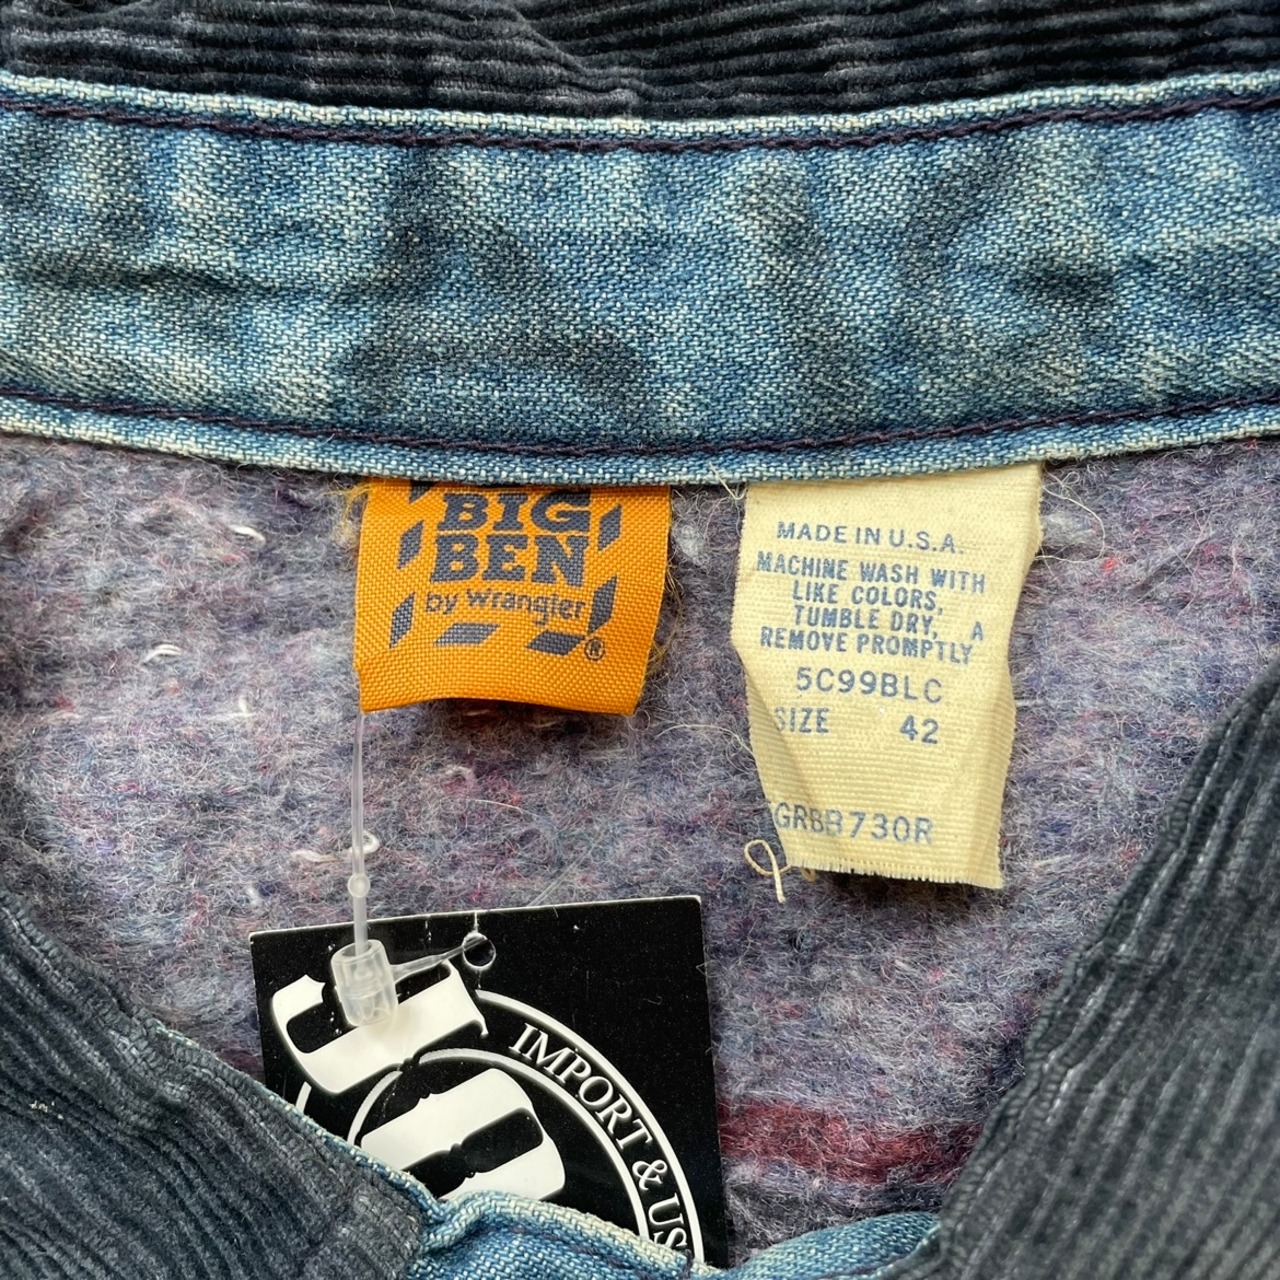 BIG
BEN
by Wrangler
®
MADE IN U.S.A.
MACHINE WASH WITH
LIKE COLORS,
TUMBLE DRY, A
REMOVE PROMPTLY
5C99BLC
SIZE 42
GRBB730R
IMPORT & US